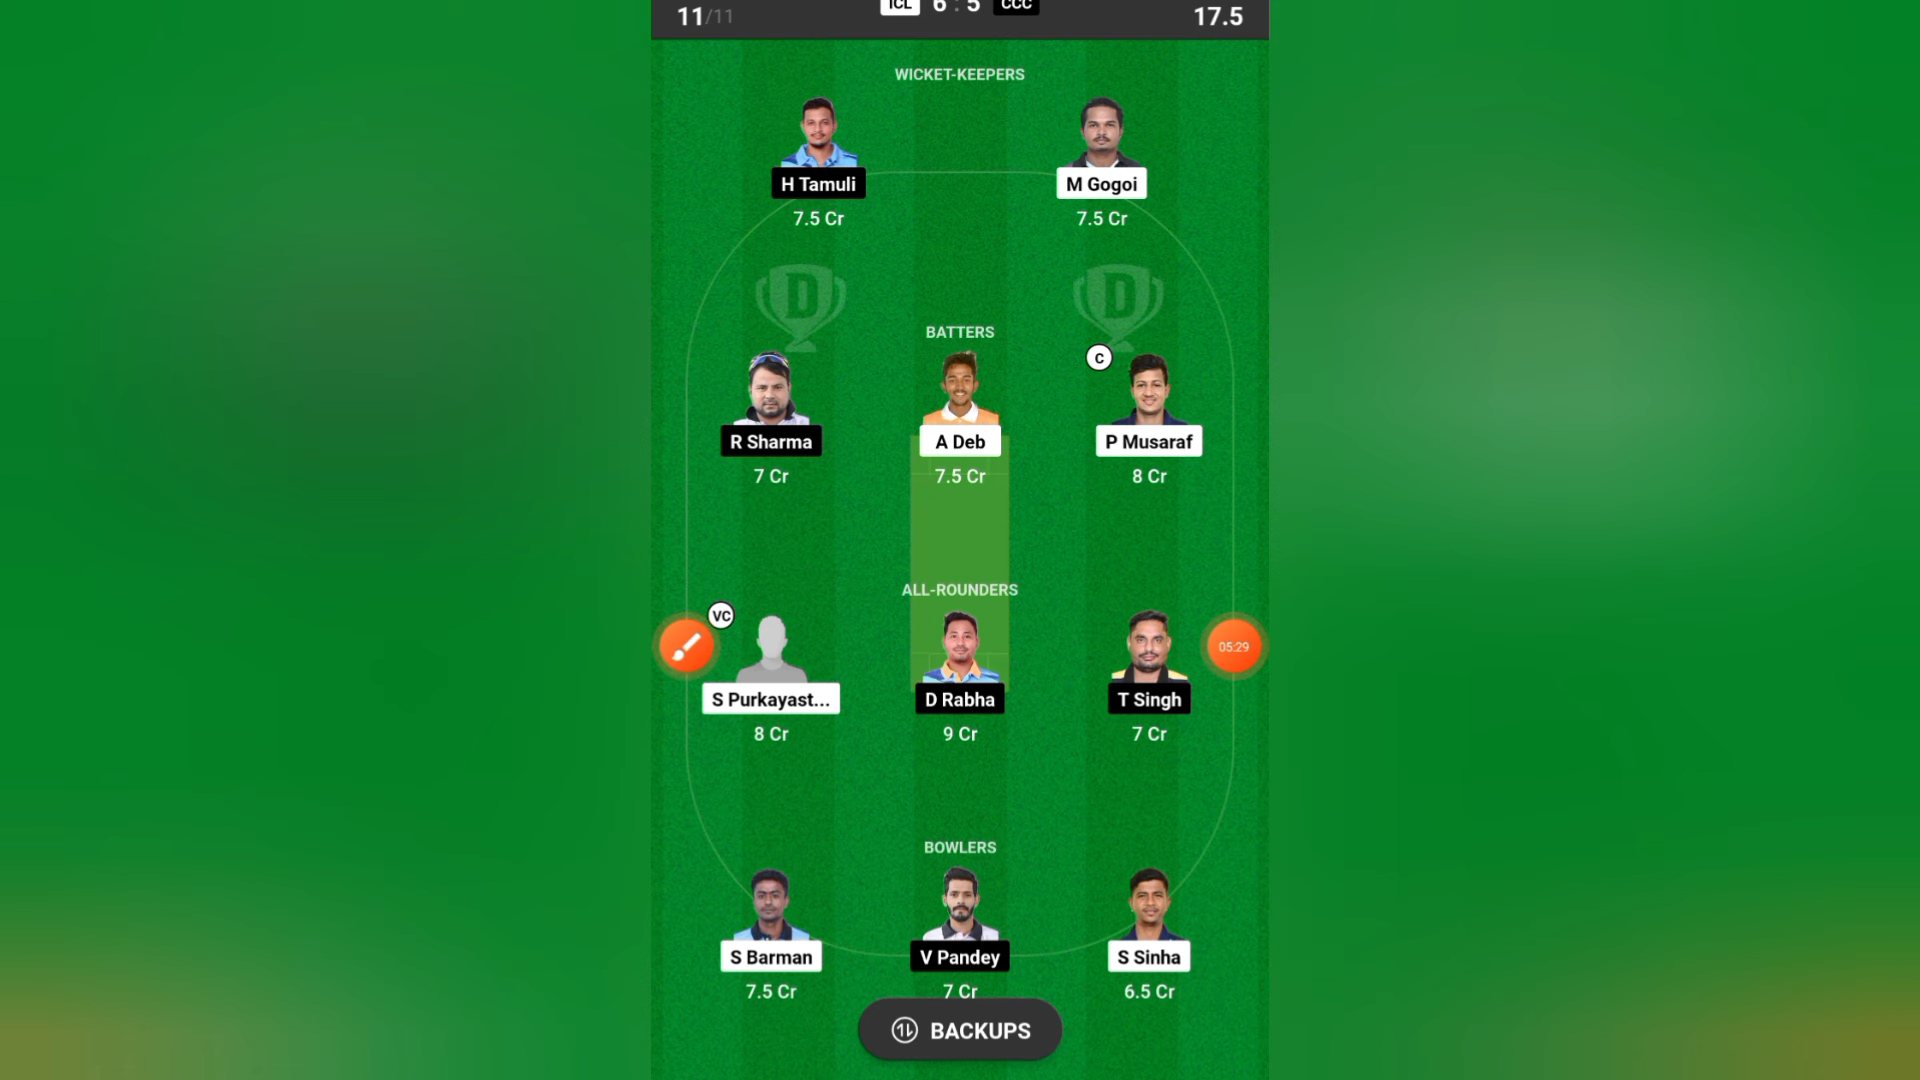 ICL 6 : 5 CCC
11/11 17.5
WICKET-KEEPERS
H Tamuli M Gogoi
7.5 Cr 7.5 Cr
D D
BATTERS
C
R Sharma A Deb P Musaraf
7 Cr 7.5 Cr 8 Cr
ALL-ROUNDERS
VC
05:29
S Purkayast... D Rabha T Singh
8 Cr 9 Cr 7 Cr
BOWLERS
S Barman V Pandey S Sinha
7.5 Cr 7 Cr 6.5 Cr
BACKUPS